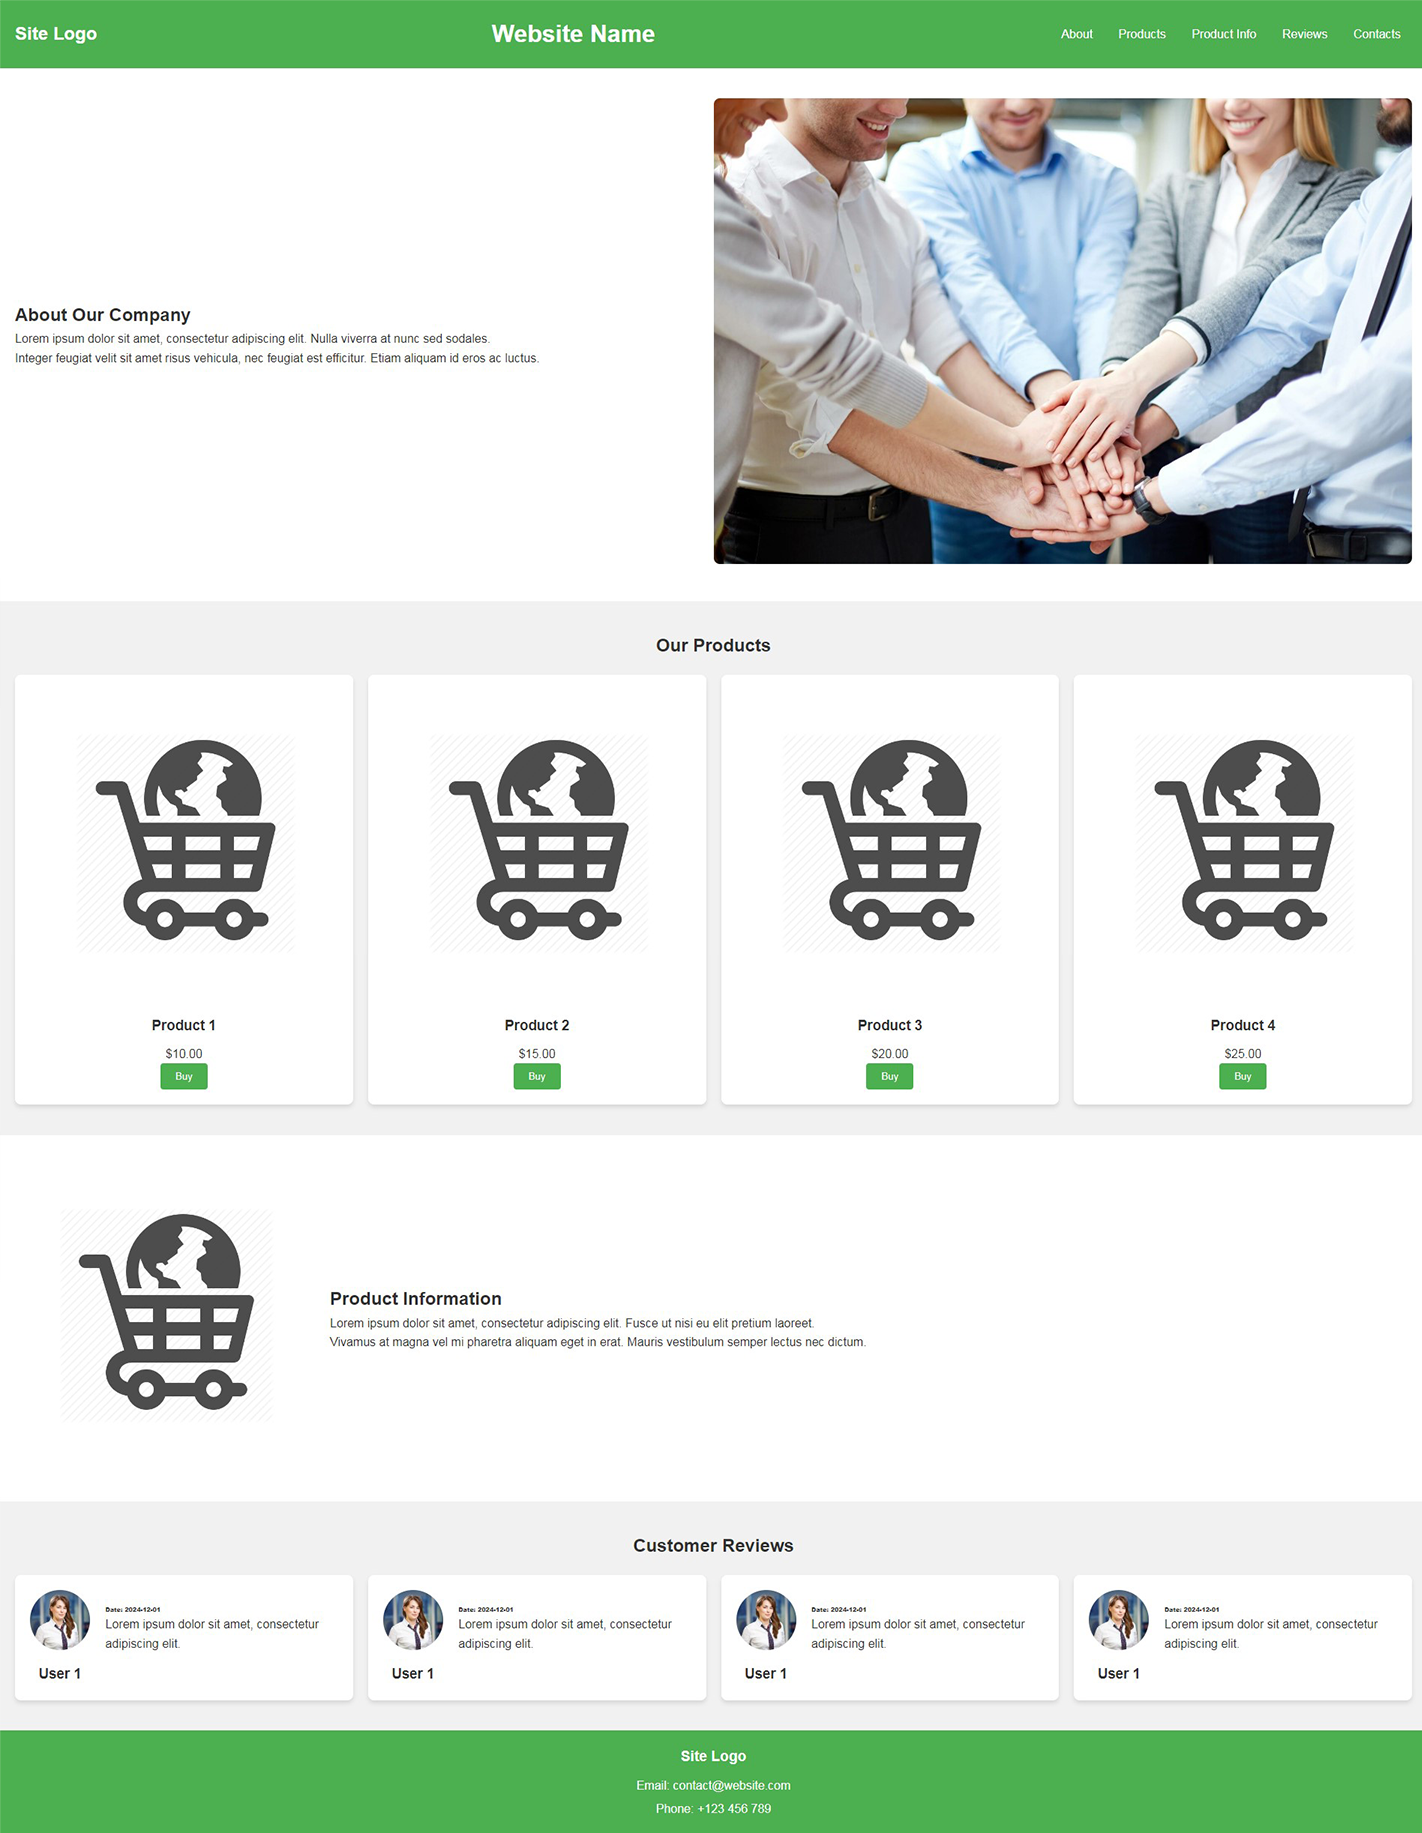 Site Logo
Website Name
About Products Product Info Reviews Contacts
About Our Company
Lorem ipsum dolor sit amet, consectetur adipiscing elit. Nulla viverra at nunc sed sodales.
Integer feugiat velit sit amet risus vehicula, nec feugiat est efficitur. Etiam aliquam id eros ac luctus.
Our Products
Product 1
$10.00
Buy
Product 2
$15.00
Buy
Product 3
$20.00
Buy
Product 4
$25.00
Buy
Product Information
Lorem ipsum dolor sit amet, consectetur adipiscing elit. Fusce ut nisi eu elit pretium laoreet.
Vivamus at magna vel mi pharetra aliquam eget in erat. Mauris vestibulum semper lectus nec dictum.
Customer Reviews
Date: 2024-12-01
Lorem ipsum dolor sit amet, consectetur
adipiscing elit.
User 1
Date: 2024-12-01
Lorem ipsum dolor sit amet, consectetur
adipiscing elit.
User 1
Date: 2024-12-01
Lorem ipsum dolor sit amet, consectetur
adipiscing elit.
User 1
Date: 2024-12-01
Lorem ipsum dolor sit amet, consectetur
adipiscing elit.
User 1
Site Logo
Email: contact@website.com
Phone: +123 456 789